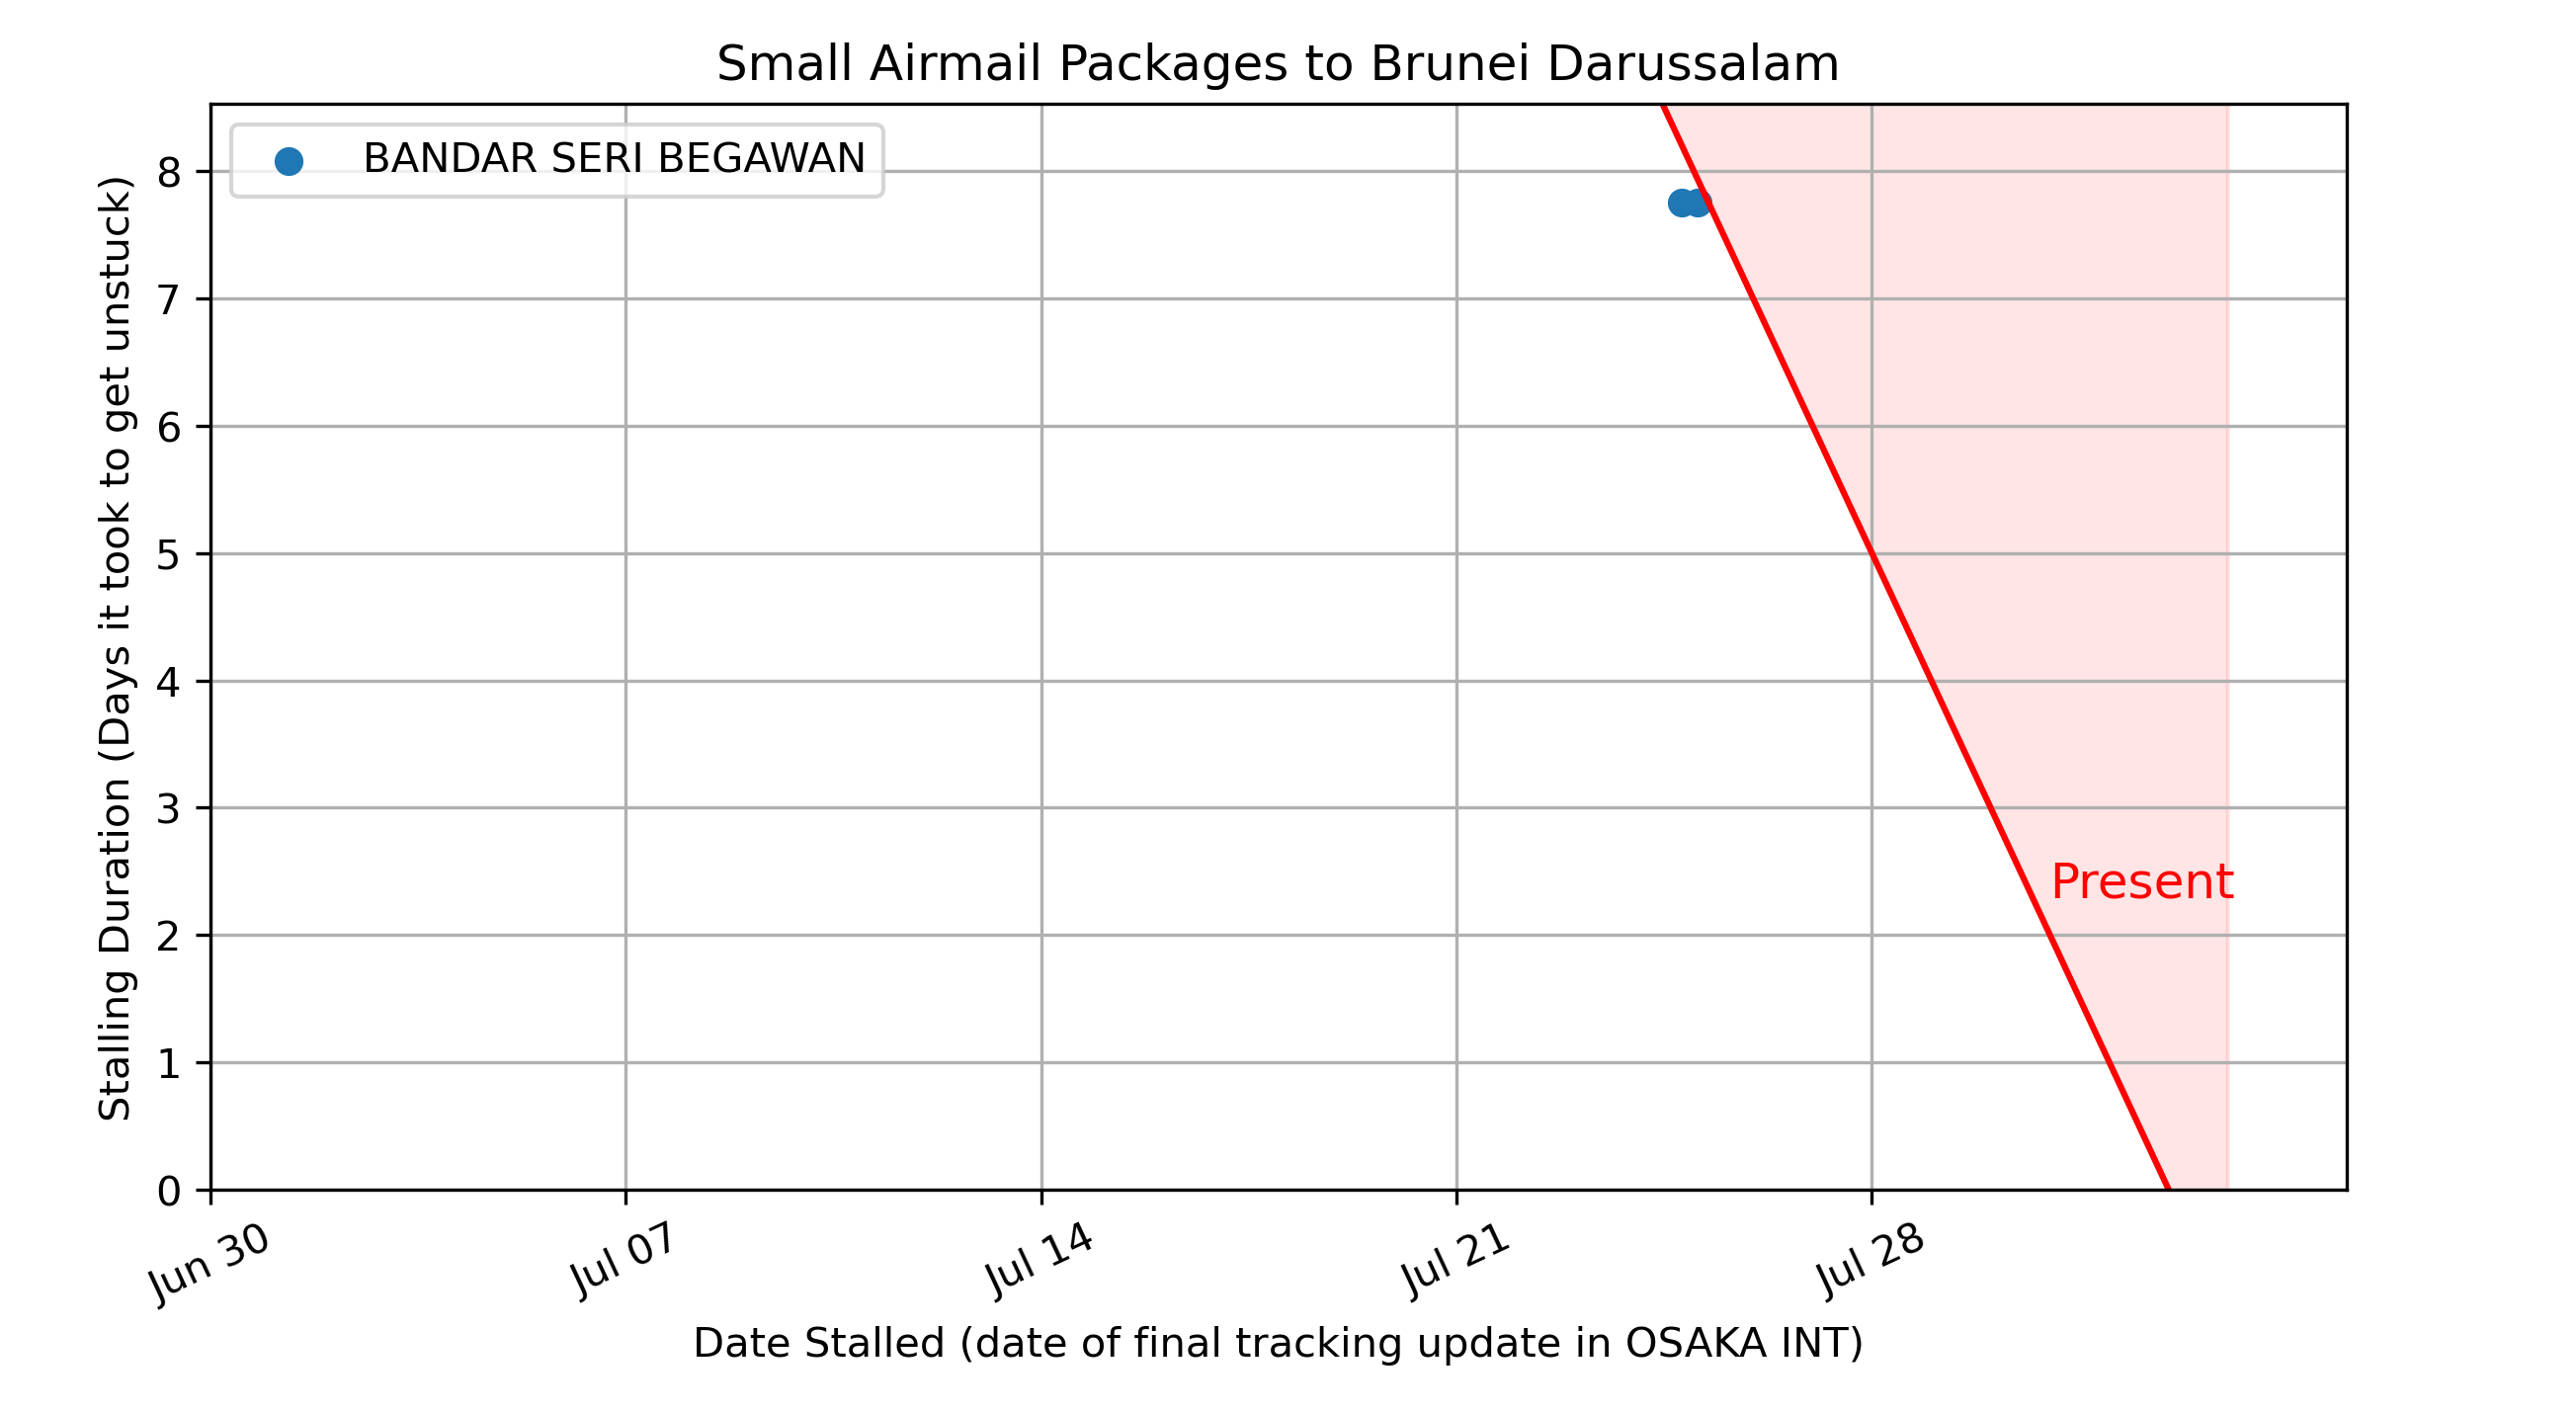 Small Airmail Packages to Brunei Darussalam
BANDAR SERI BEGAWAN
Stalling Duration (Days it took to get unstuck)
8
7
6
5
4
3
2
1
0
Present
Jun 30
Jul 07
Jul 14
Jul 21
Jul 28
Date Stalled (date of final tracking update in OSAKA INT)